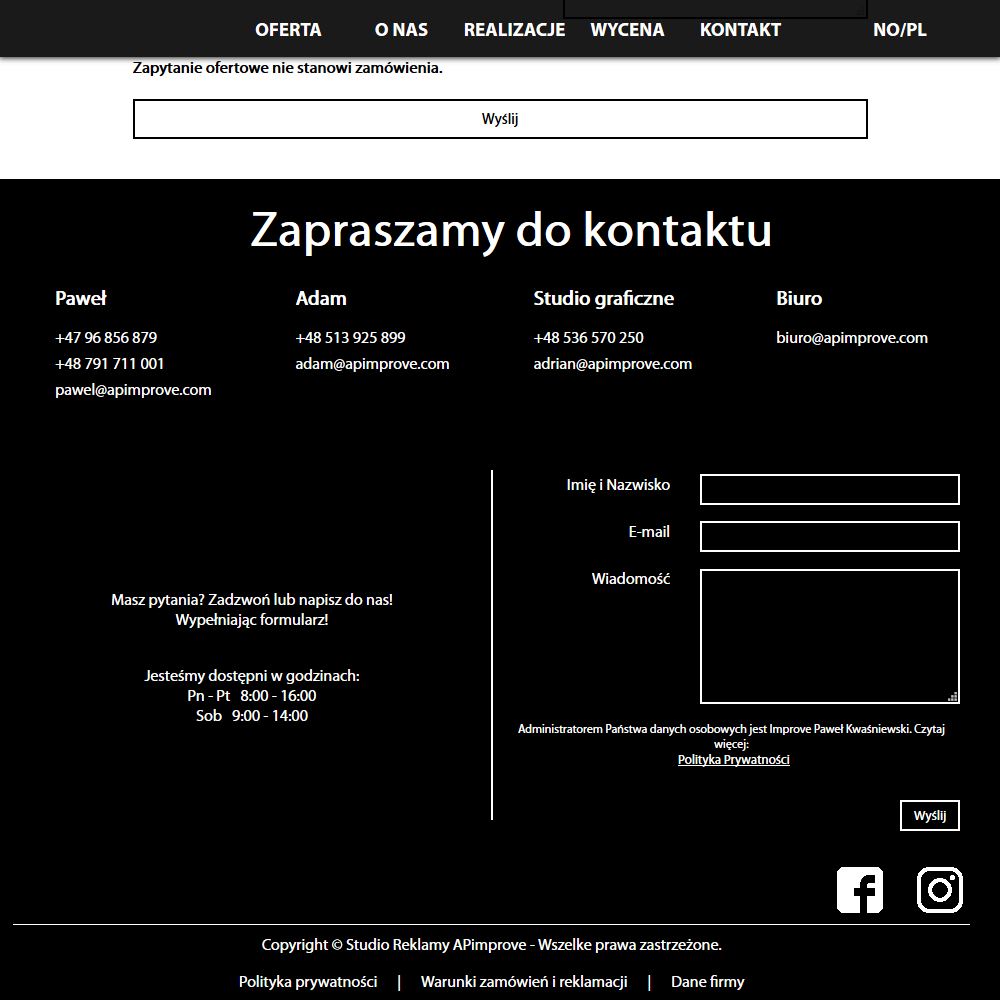 OFERTA O NAS REALIZACJE WYCENA KONTAKT NO/PL
Zapytanie ofertowe nie stanowi zamówienia.
Wyślij
Zapraszamy do kontaktu
Paweł
+47 96 856 879
+48 791 711 001
pawel@apimprove.com
Adam
+48 513 925 899
adam@apimprove.com
Studio graficzne
+48 536 570 250
adrian@apimprove.com
Biuro
biuro@apimprove.com
Masz pytania? Zadzwoń lub napisz do nas!
Wypełniając formularz!
Jesteśmy dostępni w godzinach:
Pn - Pt 8:00 - 16:00
Sob 9:00 - 14:00
Imię i Nazwisko
E-mail
Wiadomość
Administratorem Państwa danych osobowych jest Improve Paweł Kwaśniewski. Czytaj
więcej:
Polityka Prywatności
Wyślij
Copyright © Studio Reklamy APimprove - Wszelke prawa zastrzeżone.
Polityka prywatności | Warunki zamówień i reklamacji | Dane firmy